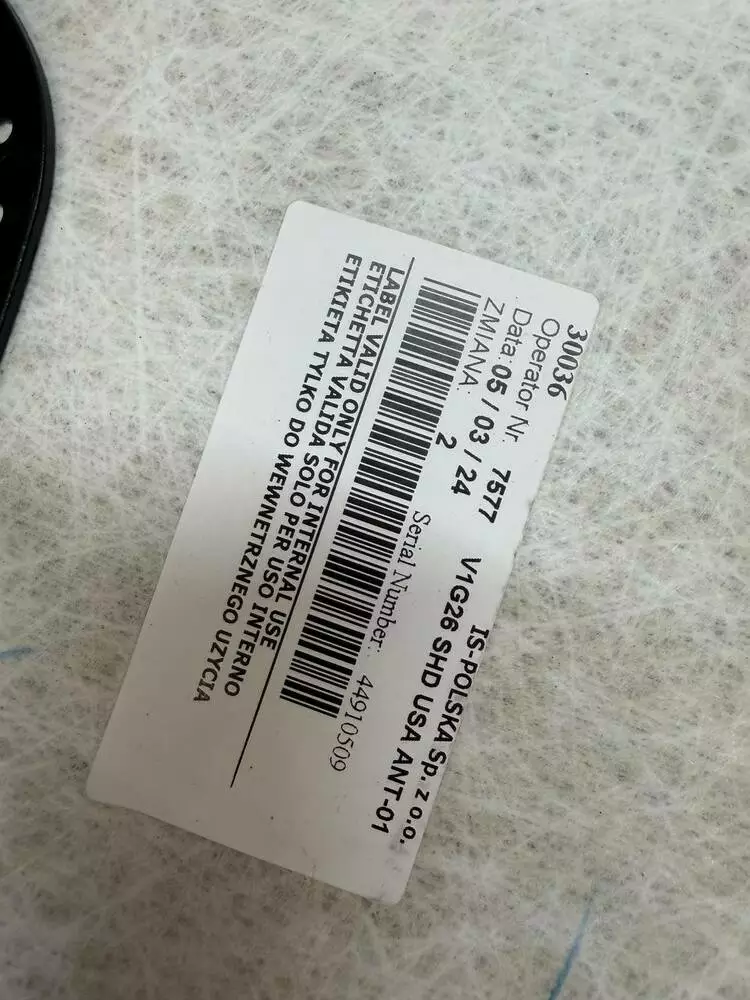 30036
Operator Nr. 7577
IS-POLSKA Sp. z o.o.
Data: 05 / 03 / 24
V1G26 SHD USA ANT-01
ZMIANA: 2
Serial Number: 44910509
LABEL VALID ONLY FOR INTERNAL USE
ETICHETTA VALIDA SOLO PER USO INTERNO
ETIKIETA TYLKO DO WEWNETRZNEGO UZYCIA